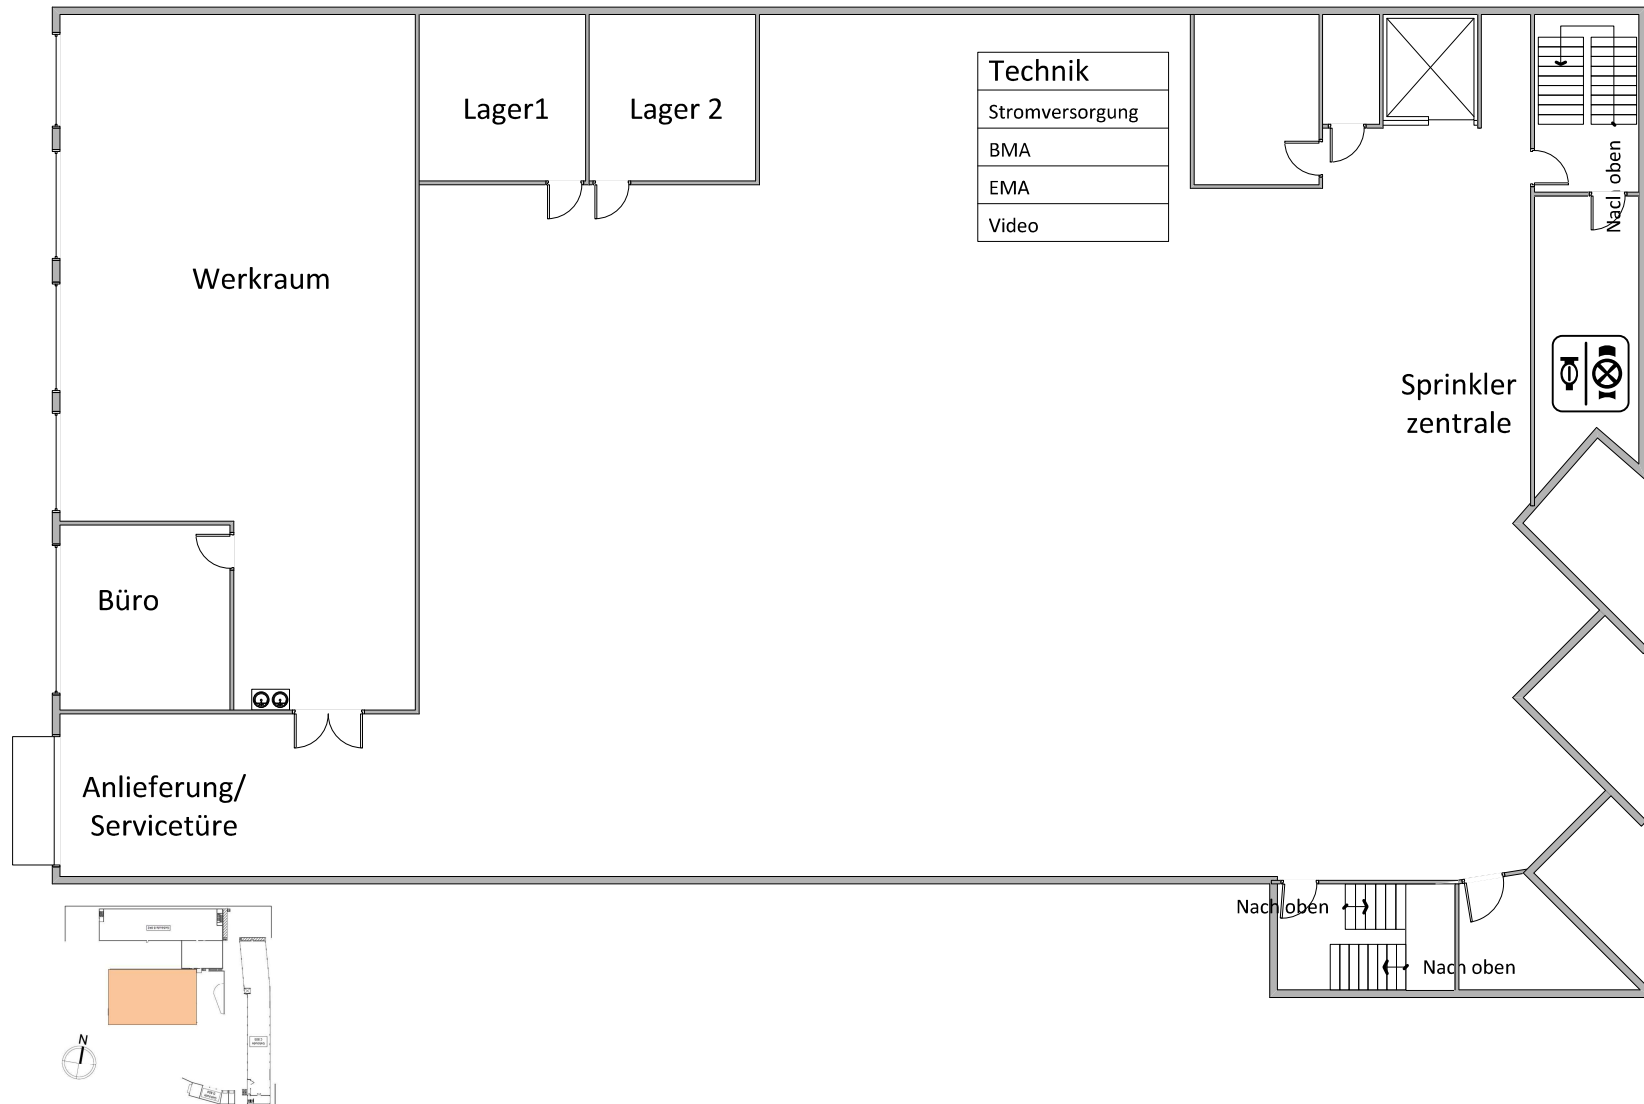 Lager1
Lager 2
Technik
Stromversorgung
BMA
EMA
Video
Nach oben
Werkraum
Sprinkler
zentrale
Büro
Anlieferung/
Servicetüre
Nach oben
Nach oben
N